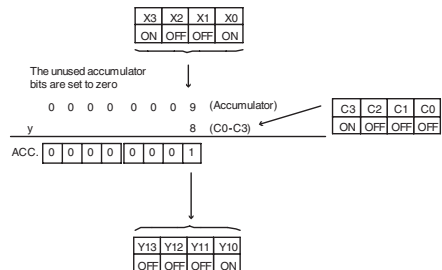 X3 X2 X1 X0
ON OFF OFF ON
The unused accumulator
bits are set to zero
0 0 0 0 0 0 0 9 (Accumulator)
y 8 (C0-C3)
C3 C2 C1 C0
ON OFF OFF OFF
ACC. 0 0 0 0 0 0 0 1
Y13 Y12 Y11 Y10
OFF OFF OFF ON